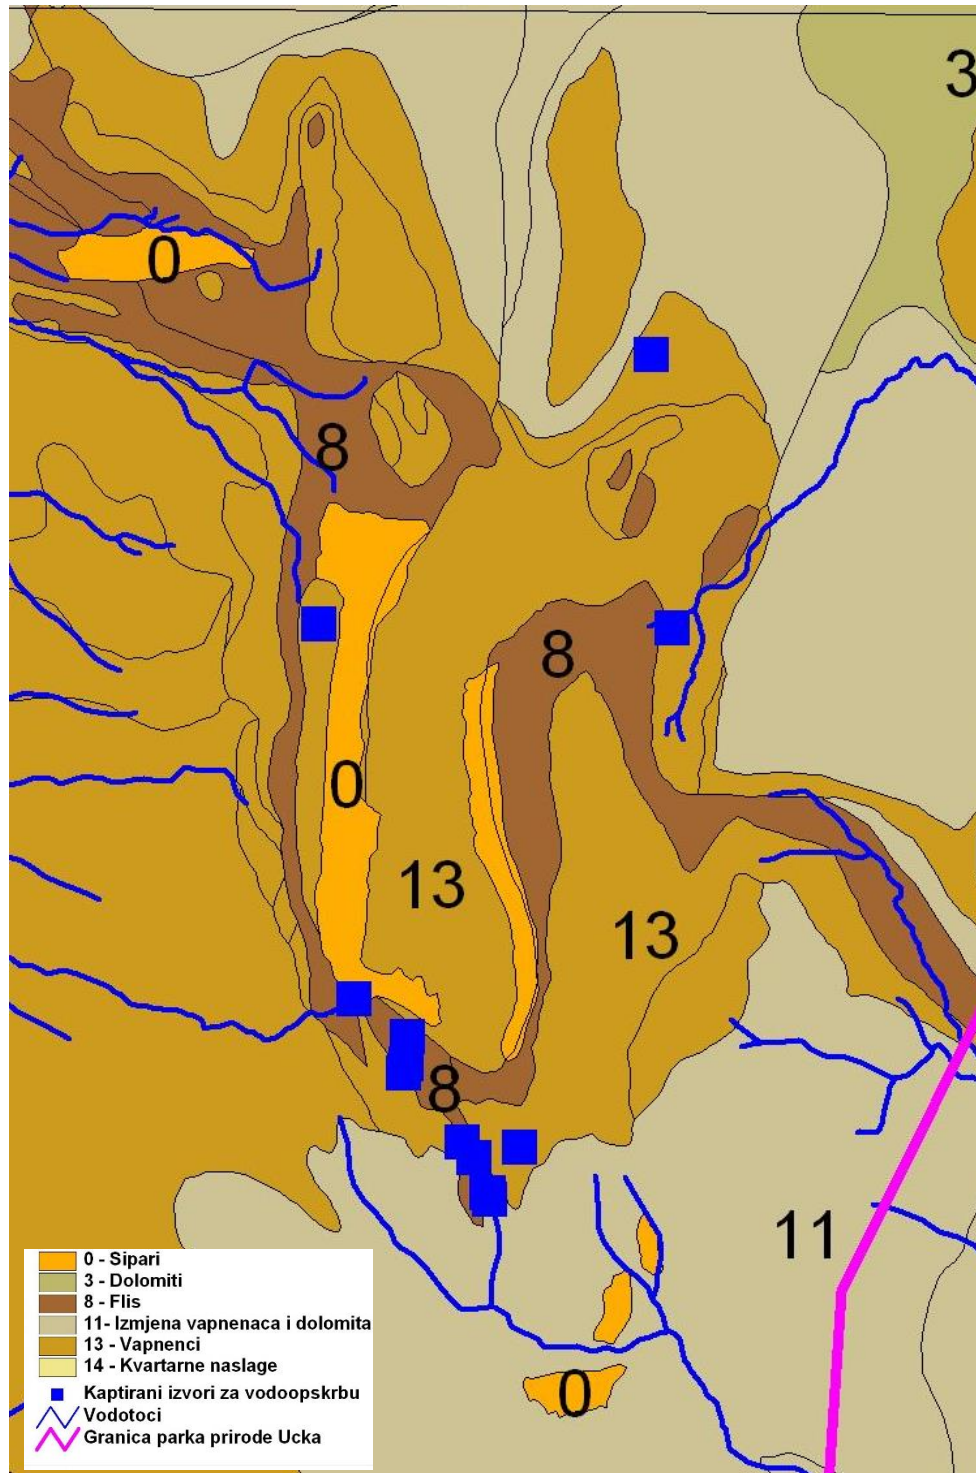 3
0
8
8
0
13
13
8
11
0
0 - Sipari
3 - Dolomiti
8 - Flis
11- Izmjena vapnenaca i dolomita
13 - Vapnenci
14 - Kvartarne naslage
Kaptirani izvori za vodoopskrbu
Vodotoci
Granica parka prirode Ucka